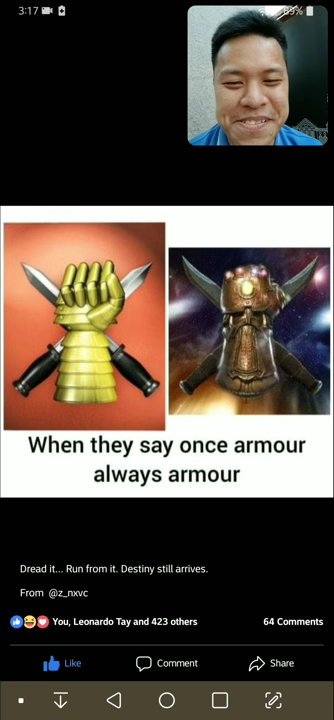 3:17
89%
When they say once armour
always armour
Dread it... Run from it. Destiny still arrives.
From @z_nxvc
You, Leonardo Tay and 423 others
64 Comments
Like
Comment
Share